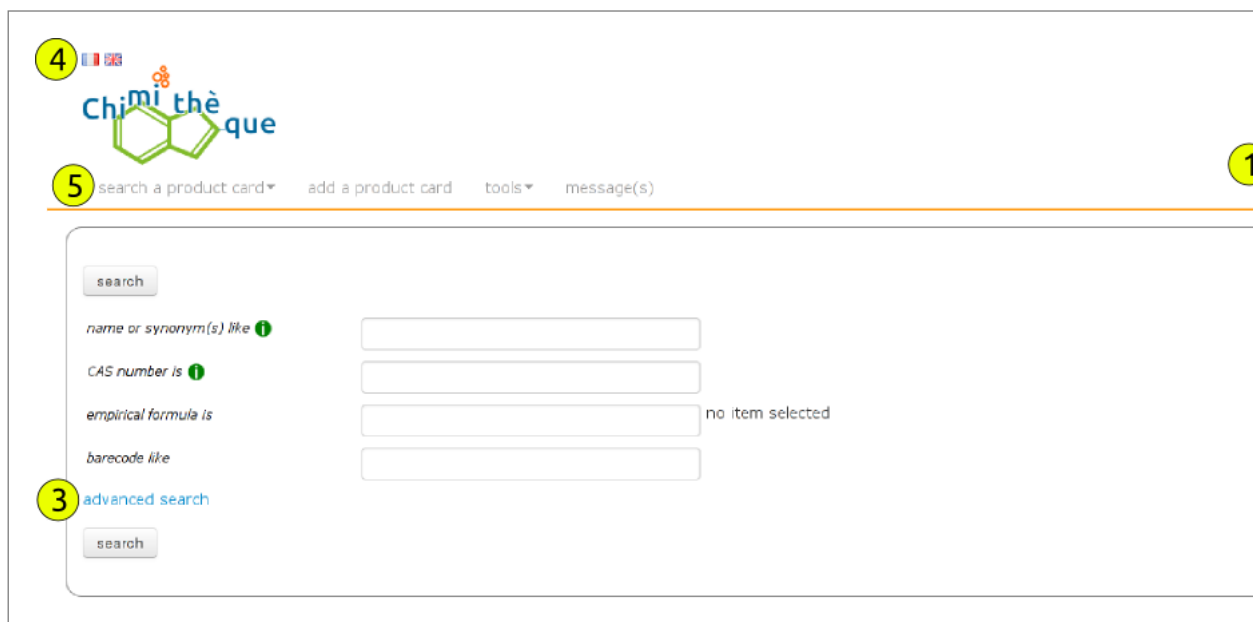 4
Chimithèque
1
5 search a product card add a product card tools message(s)
search
name or synonym(s) like i
CAS number is i
empirical formula is no item selected
barecode like
3 advanced search
search